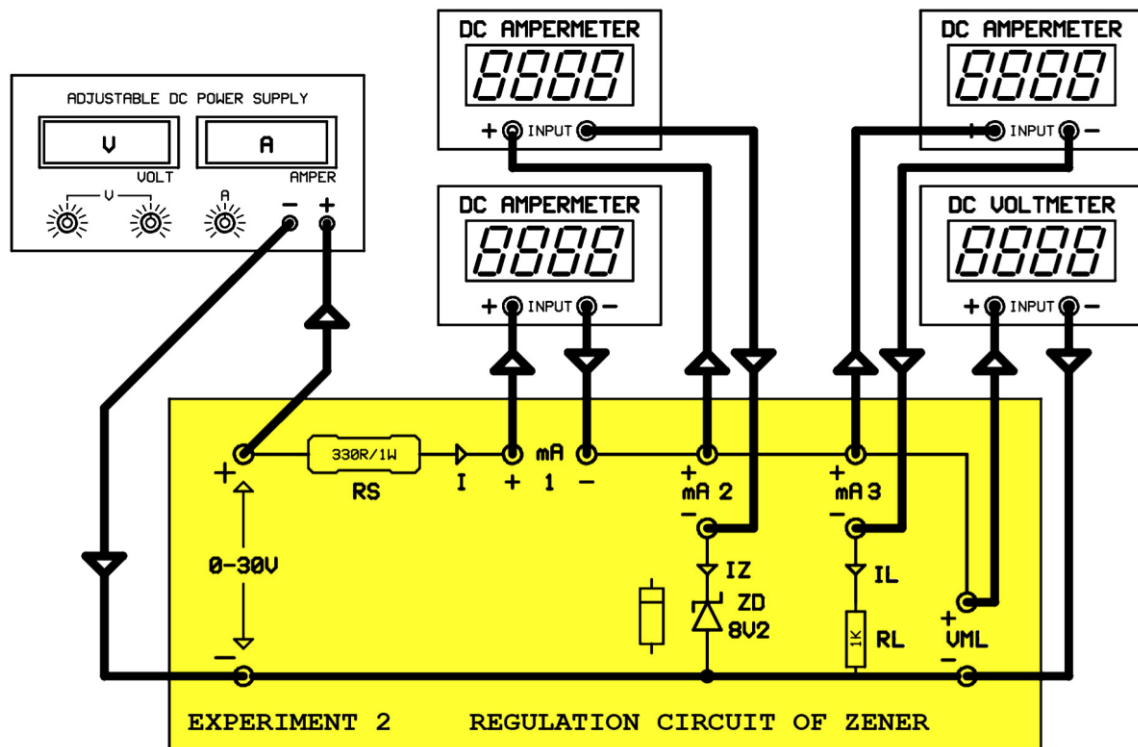 ADJUSTABLE DC POWER SUPPLY
V
A
VOLT
AMPER
V
A
- +
DC AMPERMETER
8888
+ INPUT
DC AMPERMETER
8888
+ INPUT -
DC AMPERMETER
8888
+ INPUT -
DC VOLTMETER
8888
+ INPUT -
330R/1W
RS
I
+ mA 1 -
+
mA 2
-
+
mA 3
-
+
0-30V
-
IZ
ZD
8V2
IL
1K
RL
+
VML
-
EXPERIMENT 2 REGULATION CIRCUIT OF ZENER